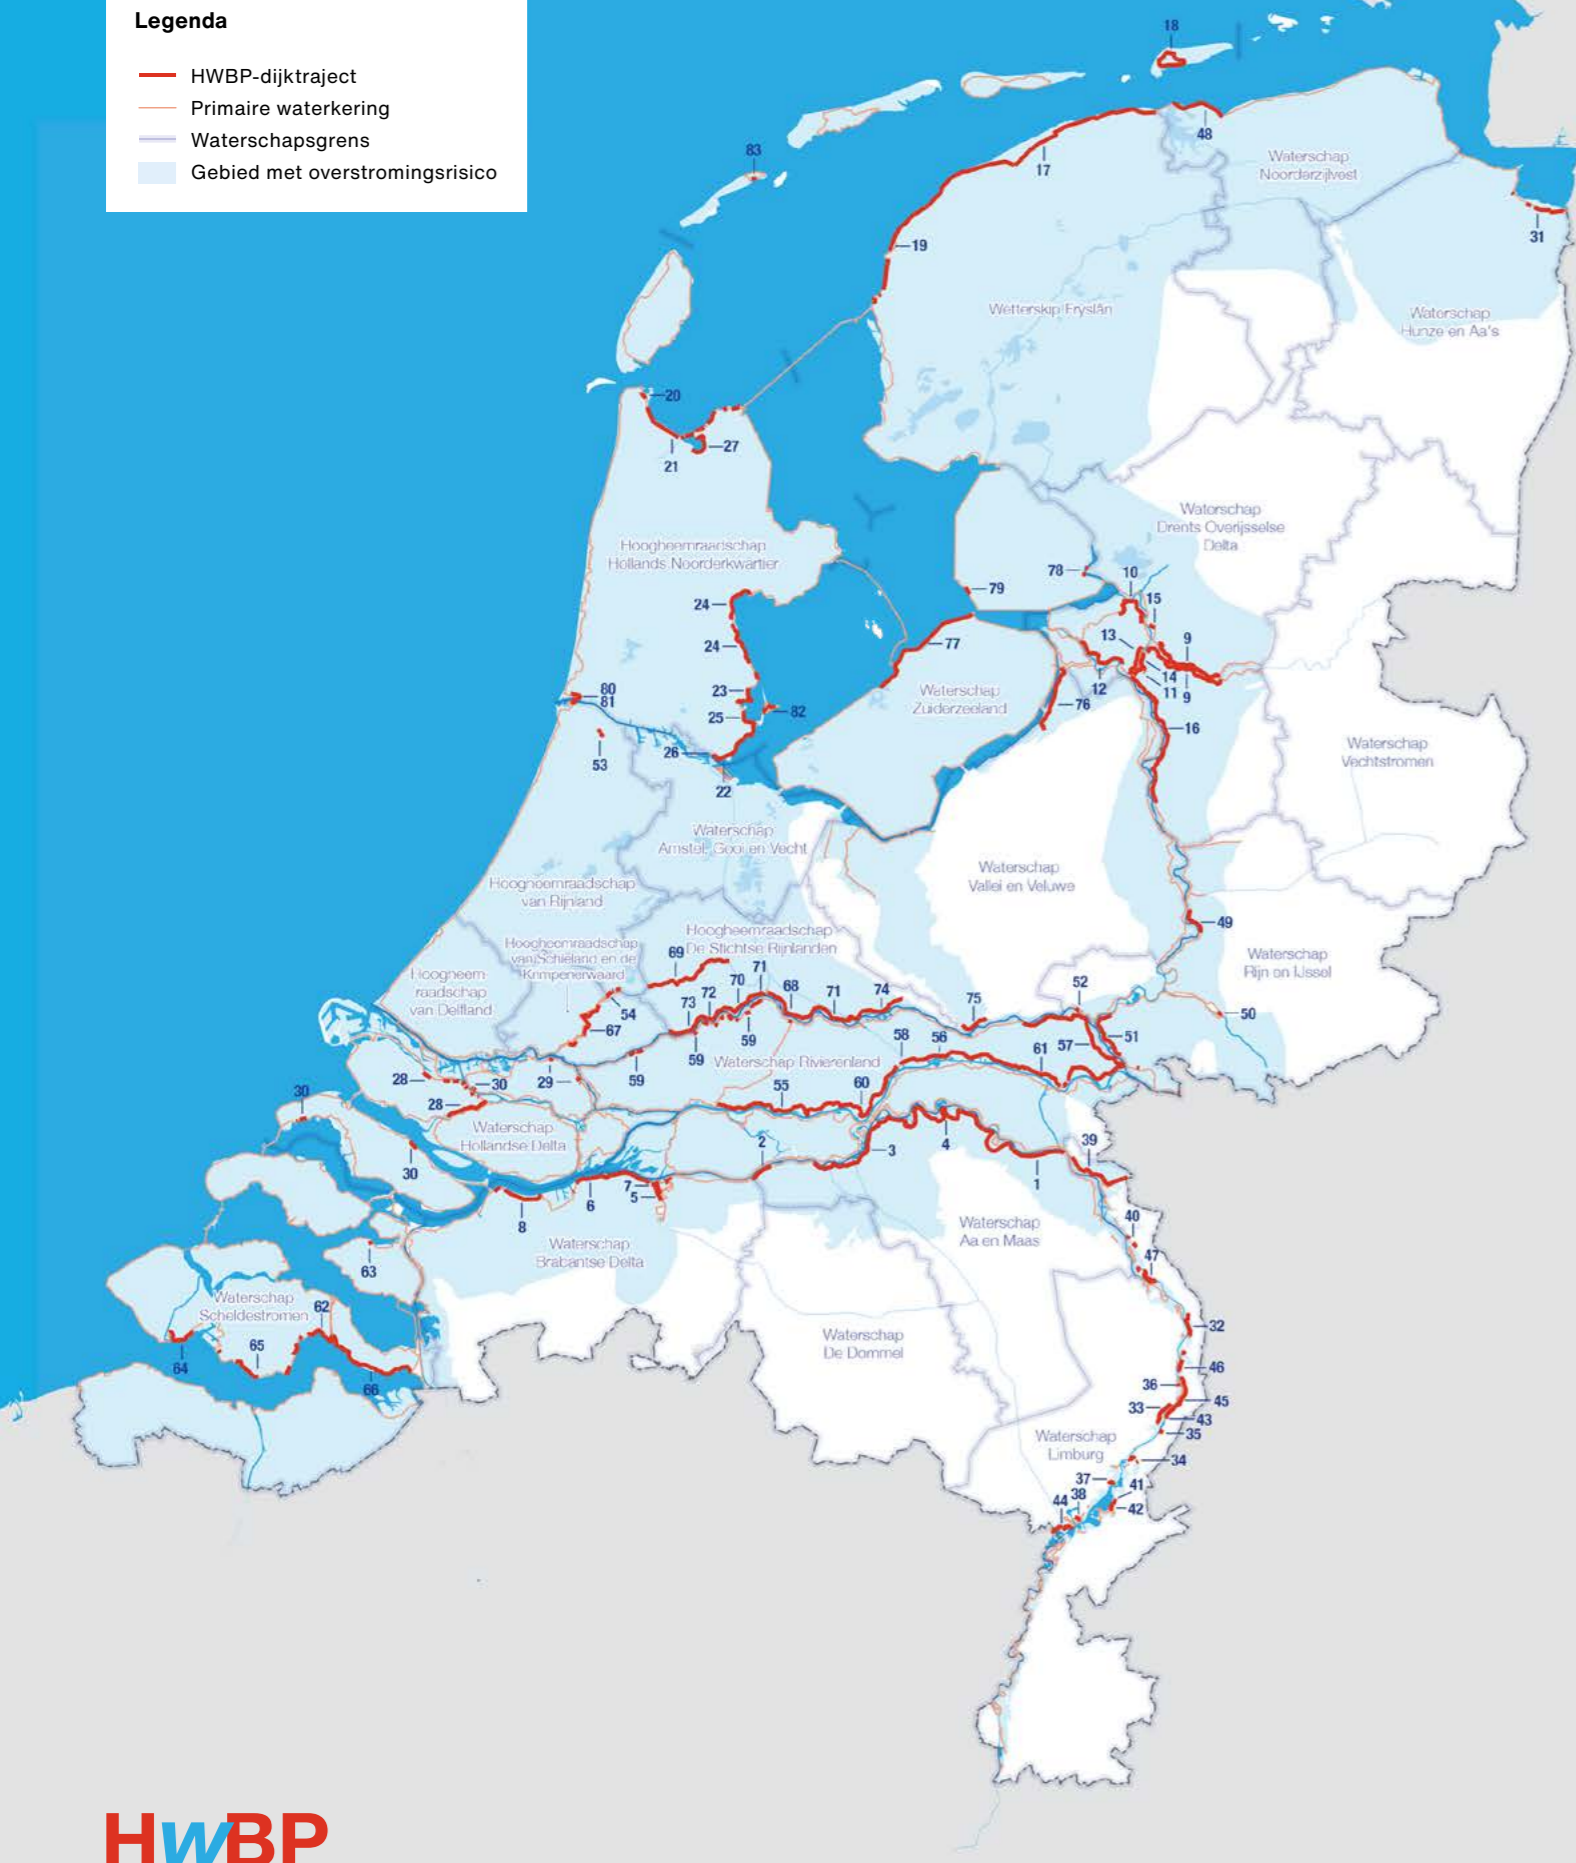 Legenda
HWBP-dijktraject
Primaire waterkering
Waterschapsgrens
Gebied met overstromingsrisico
18
83
48
17
Waterschap
Noorderzijlvest
31
19
Wetterskip Fryslân
Waterschap
Hunze en Aa's
20
27
21
Waterschap
Drents Overijsselse
Delta
Hoogheemraadschap
Hollands Noorderkwartier
78
10
79
15
24
13
9
24
77
14
12
11
9
23
Waterschap
Zuiderzeeland
80
81
25
82
76
16
26
53
22
Waterschap
Vechtstromen
Waterschap
Amstel, Gooi en Vecht
Waterschap
Vallei en Veluwe
Hoogheemraadschap
van Rijnland
49
Hoogheemraadschap
De Stichtse Rijnlanden
Hoogheemraadschap
van Schieland en de
Krimpenerwaard
69
Waterschap
Rijn en IJssel
Hoogheem-
raadschap
van Delfland
71
70
72
73
68
71
74
75
52
54
67
59
50
51
58
56
61
57
59
Waterschap Rivierenland
59
28
30
29
55
60
30
28
Waterschap
Hollandse Delta
2
3
4
39
30
1
7
5
6
8
40
Waterschap
Aa en Maas
Waterschap
Brabantse Delta
47
63
Waterschap
Scheldestromen
62
32
65
64
66
Waterschap
De Dommel
46
36
45
33
43
35
Waterschap
Limburg
34
37
41
38
44
42
HWBP